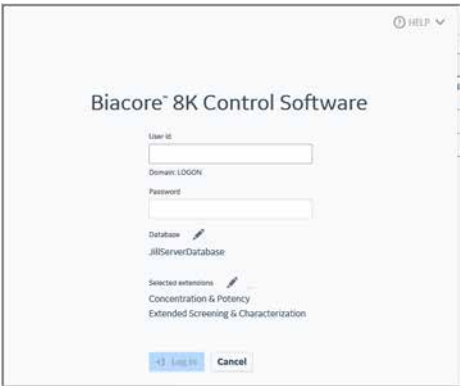 HELP
Biacore™ 8K Control Software
User id
Domain: LOGON
Password
Database
JillServerDatabase
Selected extensions
Concentration & Potency
Extended Screening & Characterization
Log In Cancel